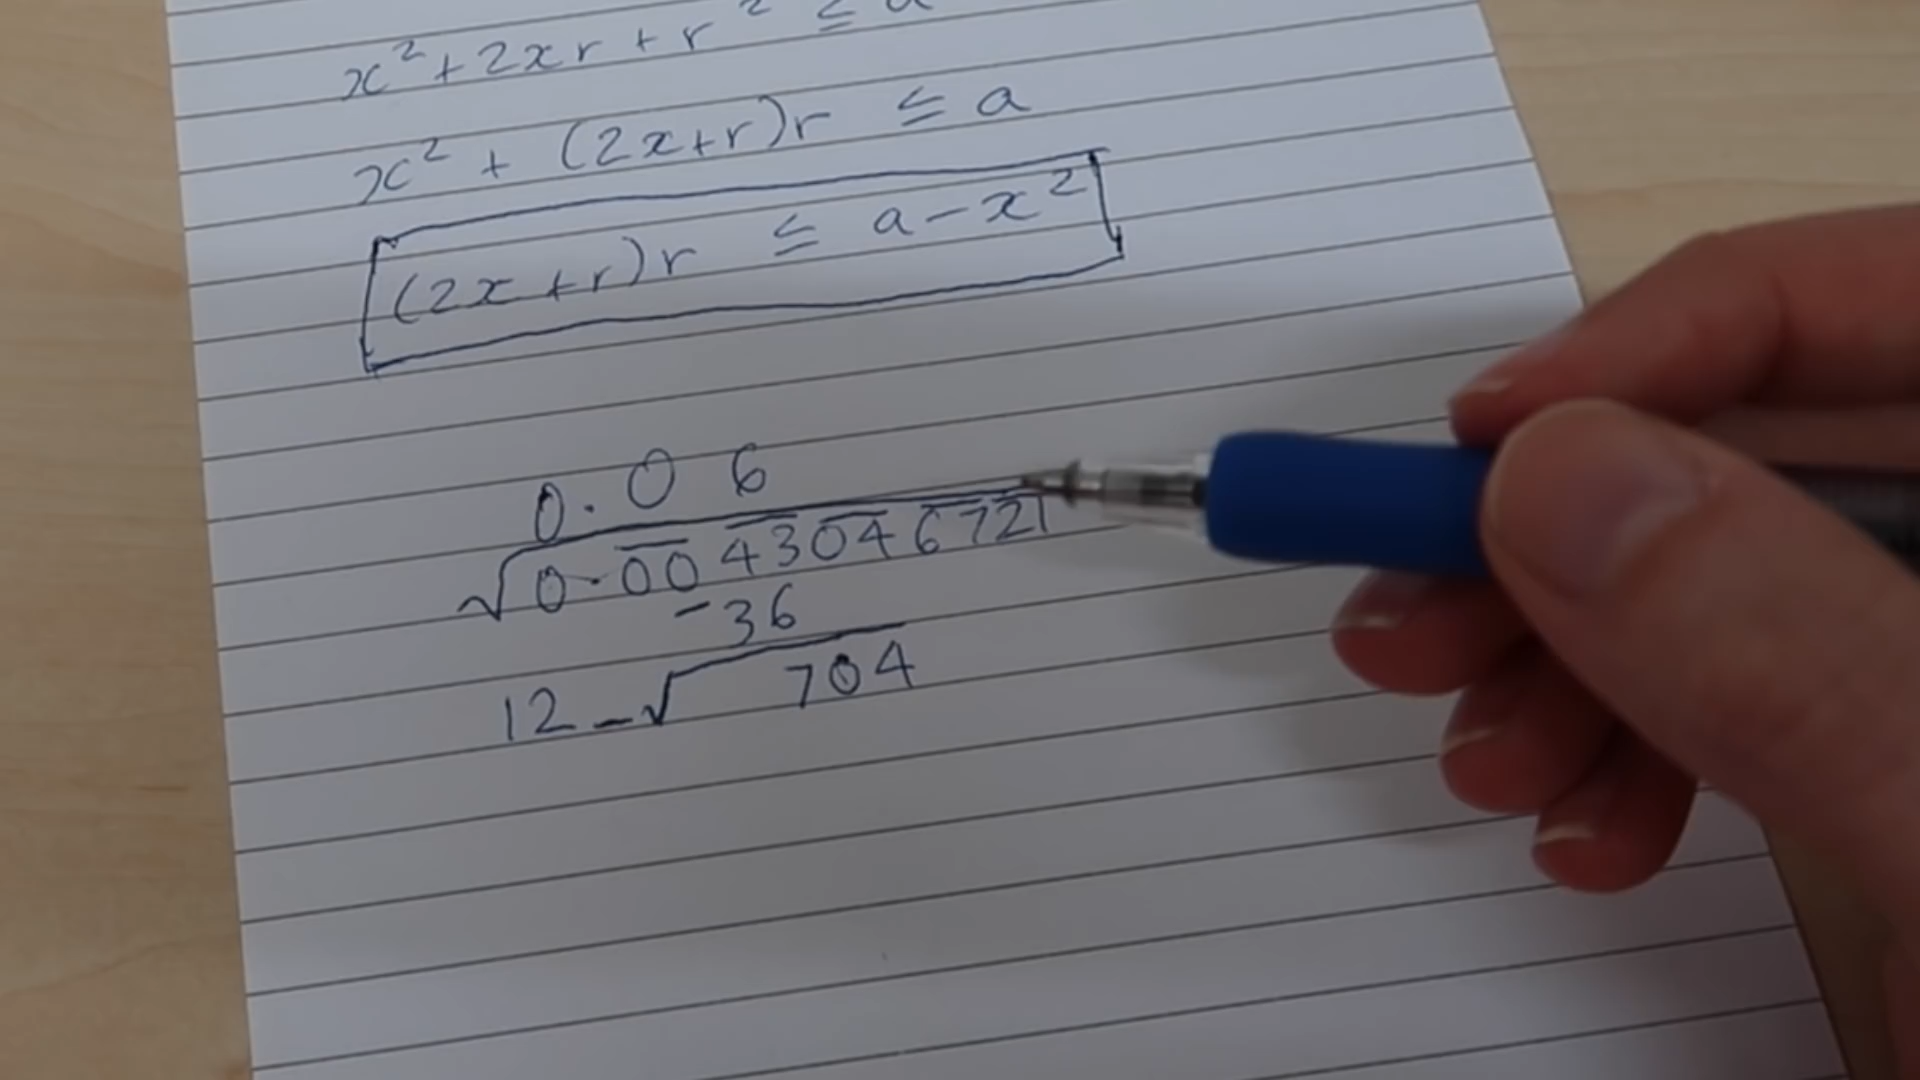 x² + 2xr + r² ≤ a
x² + (2x+r)r ≤ a
(2x+r)r ≤ a - x²
0.06
√0.0043046721
-36
12_√704